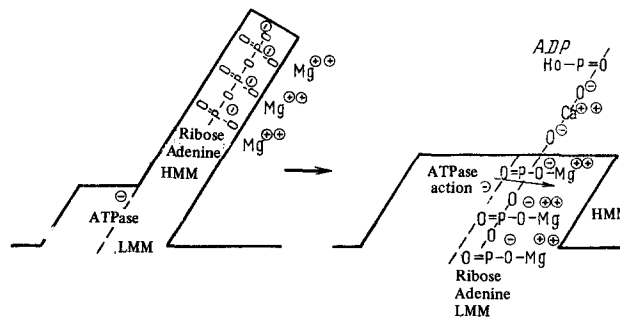 Mg⊕⊕
Mg⊕⊕
Mg⊕⊕
Ribose
Adenine
HMM
⊖
ATPase
LMM
ADP
Ho-P=O
O⊖
Ca⊕⊕
O⊖
ATPase
action
⊖
O=P-O⊖-Mg⊕⊕
O
O=P-O⊖-Mg⊕⊕
O
O=P-O⊖-Mg⊕⊕
HMM
Ribose
Adenine
LMM